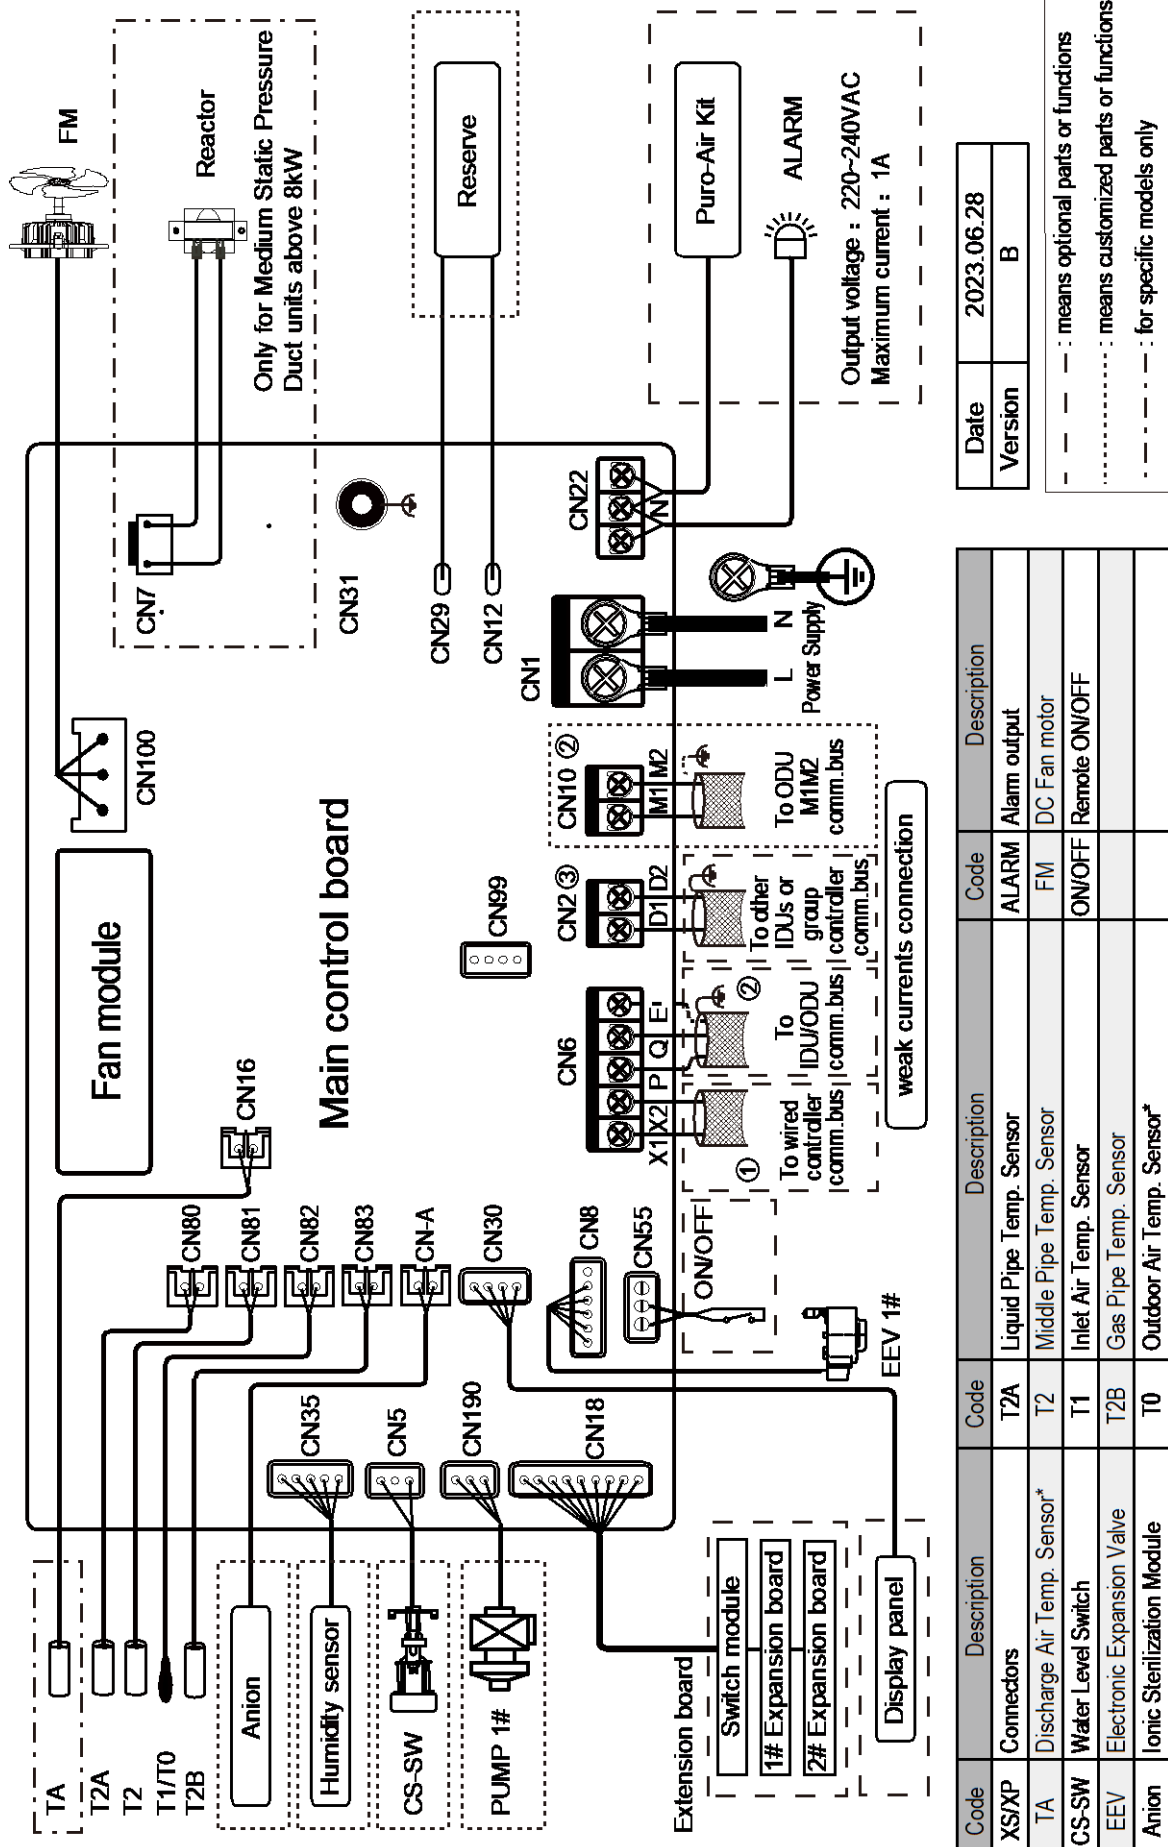 TA
T2A
T2
T1/T0
T2B
Anion
Humidity sensor
CS-SW
PUMP 1#
Extension board
Switch module
1# Expansion board
2# Expansion board
Display panel
CN80
CN81
CN82
CN83
CN-A
CN30
CN35
CN5
CN190
CN18
CN8
CN55
ON/OFF
EEV 1#
CN16
Fan module
Main control board
CN100
CN99
CN6
X1 X2 P Q E
①
To wired
controller
comm.bus
②
To
IDU/ODU
comm.bus
CN2 ③
D1 D2
To other
IDUs or
group
controller
comm.bus
CN10 ②
M1 M2
To ODU
M1M2
comm.bus
weak currents connection
CN1
L N
Power Supply
CN22
N
CN7
CN31
CN29
CN12
FM
Reactor
Only for Medium Static Pressure
Duct units above 8kW
Reserve
Puro-Air Kit
ALARM
Output voltage : 220~240VAC
Maximum current : 1A
Code Description Code Description Code Description
XS/XP Connectors T2A Liquid Pipe Temp. Sensor ALARM Alarm output
TA Discharge Air Temp. Sensor* T2 Middle Pipe Temp. Sensor FM DC Fan motor
CS-SW Water Level Switch T1 Inlet Air Temp. Sensor ON/OFF Remote ON/OFF
EEV Electronic Expansion Valve T2B Gas Pipe Temp. Sensor
Anion Ionic Sterilization Module T0 Outdoor Air Temp. Sensor*
Date 2023.06.28
Version B
: means optional parts or functions
: means customized parts or functions
: for specific models only